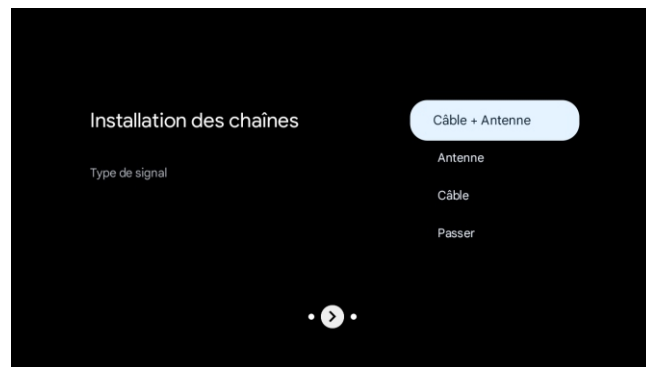 Installation des chaînes
Type de signal
Câble + Antenne
Antenne
Câble
Passer